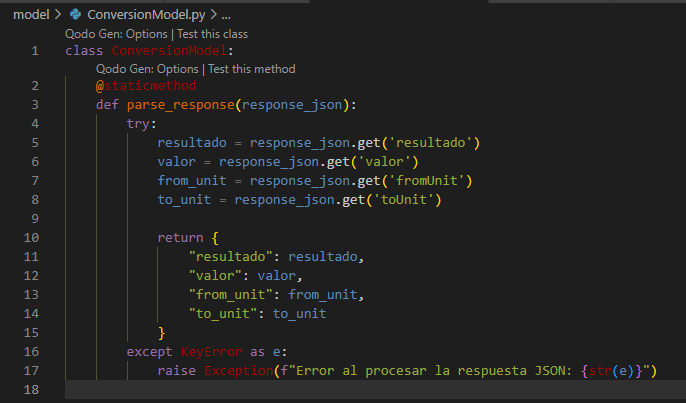 model > ConversionModel.py > ...
Qodo Gen: Options | Test this class
1 class ConversionModel:
Qodo Gen: Options | Test this method
2     @staticmethod
3     def parse_response(response_json):
4         try:
5             resultado = response_json.get('resultado')
6             valor = response_json.get('valor')
7             from_unit = response_json.get('fromUnit')
8             to_unit = response_json.get('toUnit')
9
10             return {
11                 "resultado": resultado,
12                 "valor": valor,
13                 "from_unit": from_unit,
14                 "to_unit": to_unit
15             }
16         except KeyError as e:
17             raise Exception(f"Error al procesar la respuesta JSON: {str(e)}")
18